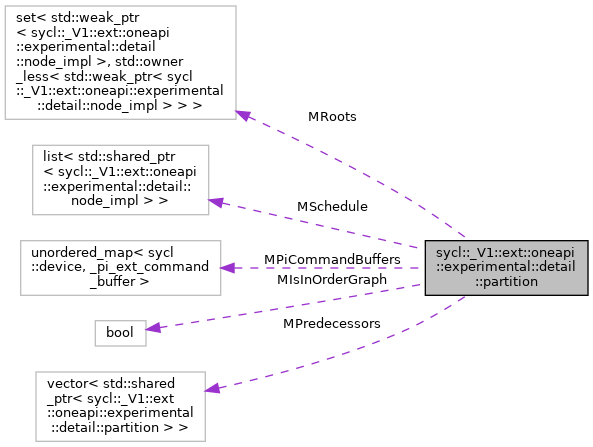 set< std::weak_ptr
< sycl::_V1::ext::oneapi
::experimental::detail
::node_impl >, std::owner
_less< std::weak_ptr< sycl
::_V1::ext::oneapi::experimental
::detail::node_impl > > >
MRoots
list< std::shared_ptr
< sycl::_V1::ext::oneapi
::experimental::detail::
node_impl > >
MSchedule
unordered_map< sycl
::device, _pi_ext_command
_buffer >
MPiCommandBuffers
MIsInOrderGraph
bool
MPredecessors
vector< std::shared
_ptr< sycl::_V1::ext
::oneapi::experimental
::detail::partition > >
sycl::_V1::ext::oneapi
::experimental::detail
::partition